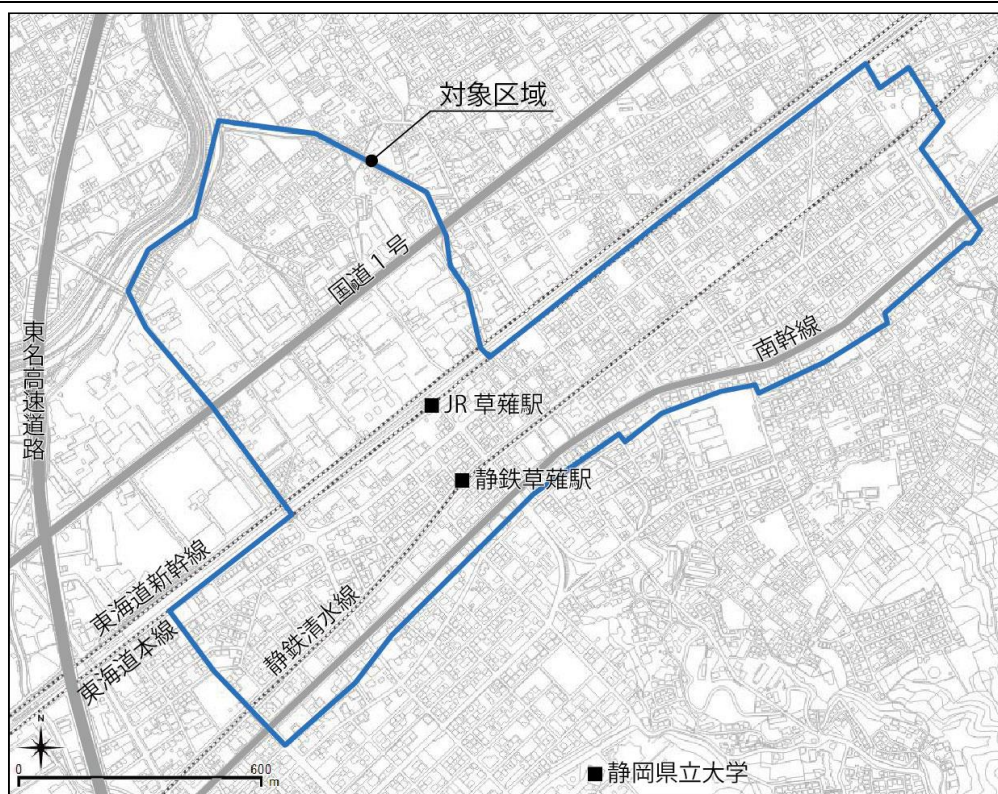 対象区域
国道1号
東名高速道路
南幹線
JR 草薙駅
静鉄草薙駅
東海道新幹線
東海道本線
静鉄清水線
N
0 600
m
静岡県立大学